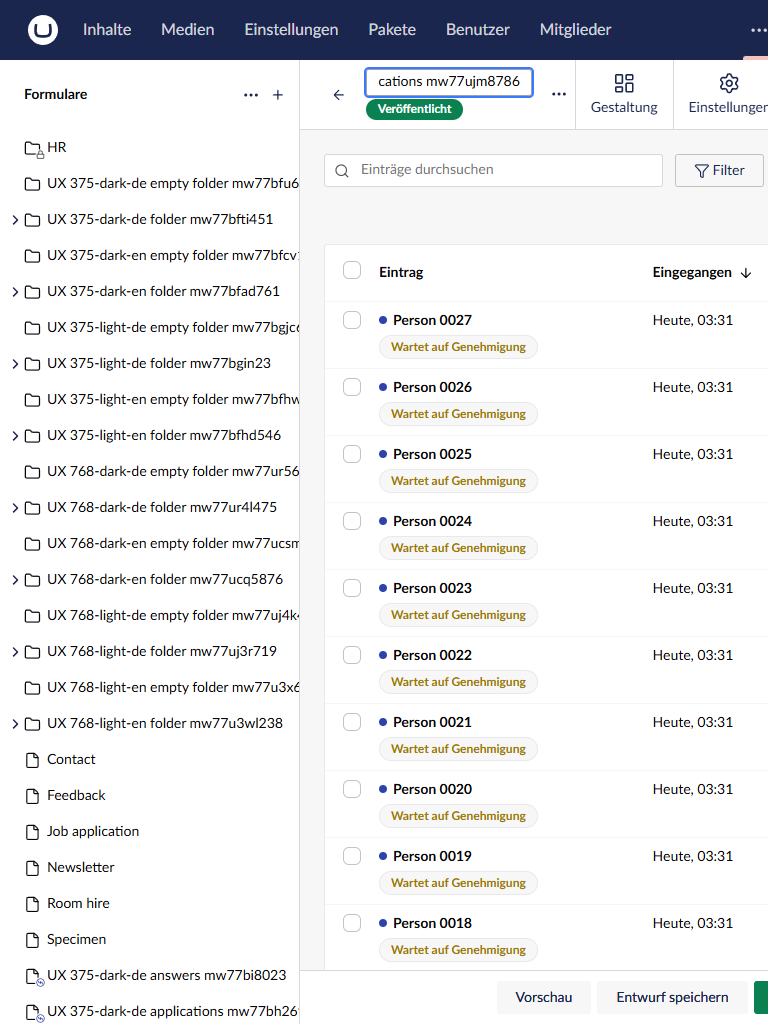 Inhalte Medien Einstellungen Pakete Benutzer Mitglieder
Formulare
HR
UX 375-dark-de empty folder mw77bfu6
UX 375-dark-de folder mw77bfti451
UX 375-dark-en empty folder mw77bfcv
UX 375-dark-en folder mw77bfad761
UX 375-light-de empty folder mw77bgjc
UX 375-light-de folder mw77bgin23
UX 375-light-en empty folder mw77bfhw
UX 375-light-en folder mw77bfhd546
UX 768-dark-de empty folder mw77ur56
UX 768-dark-de folder mw77ur4l475
UX 768-dark-en empty folder mw77ucsm
UX 768-dark-en folder mw77ucq5876
UX 768-light-de empty folder mw77uj4k
UX 768-light-de folder mw77uj3r719
UX 768-light-en empty folder mw77u3x6
UX 768-light-en folder mw77u3wl238
Contact
Feedback
Job application
Newsletter
Room hire
Specimen
UX 375-dark-de answers mw77bi8023
UX 375-dark-de applications mw77bh26
cations mw77ujm8786
Veröffentlicht
Gestaltung
Einstellungen
Einträge durchsuchen
Filter
Eintrag Eingegangen
Person 0027 Heute, 03:31
Wartet auf Genehmigung
Person 0026 Heute, 03:31
Wartet auf Genehmigung
Person 0025 Heute, 03:31
Wartet auf Genehmigung
Person 0024 Heute, 03:31
Wartet auf Genehmigung
Person 0023 Heute, 03:31
Wartet auf Genehmigung
Person 0022 Heute, 03:31
Wartet auf Genehmigung
Person 0021 Heute, 03:31
Wartet auf Genehmigung
Person 0020 Heute, 03:31
Wartet auf Genehmigung
Person 0019 Heute, 03:31
Wartet auf Genehmigung
Person 0018 Heute, 03:31
Wartet auf Genehmigung
Vorschau Entwurf speichern